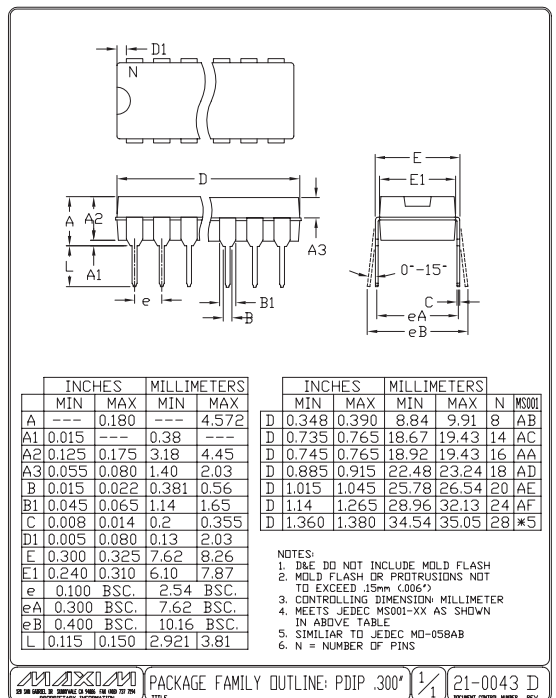 D1
N
D
E
E1
A
A2
A3
L
A1
0°-15°
e
B1
B
C
eA
eB
INCHES MILLIMETERS
MIN MAX MIN MAX
A --- 0.180 --- 4.572
A1 0.015 --- 0.38 ---
A2 0.125 0.175 3.18 4.45
A3 0.055 0.080 1.40 2.03
B 0.015 0.022 0.381 0.56
B1 0.045 0.065 1.14 1.65
C 0.008 0.014 0.2 0.355
D1 0.005 0.080 0.13 2.03
E 0.300 0.325 7.62 8.26
E1 0.240 0.310 6.10 7.87
e 0.100 BSC. 2.54 BSC.
eA 0.300 BSC. 7.62 BSC.
eB 0.400 BSC. 10.16 BSC.
L 0.115 0.150 2.921 3.81
INCHES MILLIMETERS
MIN MAX MIN MAX N MS001
D 0.348 0.390 8.84 9.91 8 AB
D 0.735 0.765 18.67 19.43 14 AC
D 0.745 0.765 18.92 19.43 16 AA
D 0.885 0.915 22.48 23.24 18 AD
D 1.015 1.045 25.78 26.54 20 AE
D 1.14 1.265 28.96 32.13 24 AF
D 1.360 1.380 34.54 35.05 28 *5
NOTES:
1. D&E DO NOT INCLUDE MOLD FLASH
2. MOLD FLASH OR PROTRUSIONS NOT
TO EXCEED .15mm (.006")
3. CONTROLLING DIMENSION: MILLIMETER
4. MEETS JEDEC MS001-XX AS SHOWN
IN ABOVE TABLE
5. SIMILIAR TO JEDEC MO-058AB
6. N = NUMBER OF PINS
MAXIM
PROPRIETARY INFORMATION
PACKAGE FAMILY OUTLINE: PDIP .300"
TITLE
1/1
21-0043 D
DOCUMENT CONTROL NUMBER REV